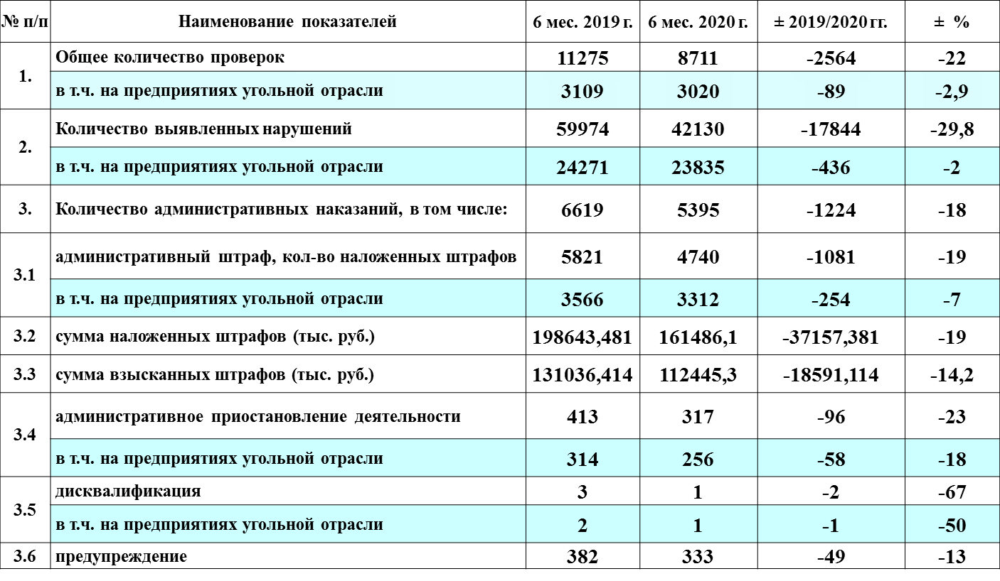 № п/п Наименование показателей 6 мес. 2019 г. 6 мес. 2020 г. ± 2019/2020 гг. ± %
1. Общее количество проверок 11275 8711 -2564 -22
в т.ч. на предприятиях угольной отрасли 3109 3020 -89 -2,9
2. Количество выявленных нарушений 59974 42130 -17844 -29,8
в т.ч. на предприятиях угольной отрасли 24271 23835 -436 -2
3. Количество административных наказаний, в том числе: 6619 5395 -1224 -18
3.1 административный штраф, кол-во наложенных штрафов 5821 4740 -1081 -19
в т.ч. на предприятиях угольной отрасли 3566 3312 -254 -7
3.2 сумма наложенных штрафов (тыс. руб.) 198643,481 161486,1 -37157,381 -19
3.3 сумма взысканных штрафов (тыс. руб.) 131036,414 112445,3 -18591,114 -14,2
3.4 административное приостановление деятельности 413 317 -96 -23
в т.ч. на предприятиях угольной отрасли 314 256 -58 -18
3.5 дисквалификация 3 1 -2 -67
в т.ч. на предприятиях угольной отрасли 2 1 -1 -50
3.6 предупреждение 382 333 -49 -13